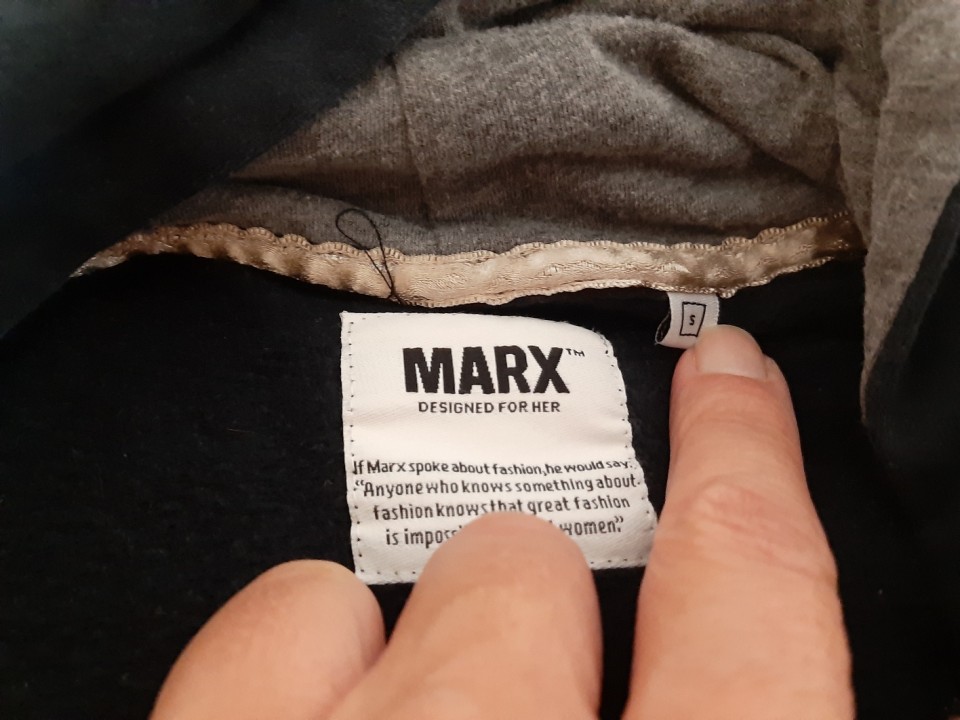 MARX™
DESIGNED FOR HER
S
If Marx spoke about fashion, he would say:
"Anyone who knows something about
fashion knows that great fashion
is women"